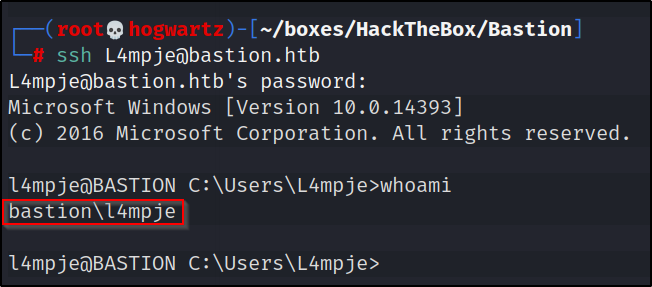 ┌──(root💀hogwartz)-[~/boxes/HackTheBox/Bastion]
└─# ssh L4mpje@bastion.htb
L4mpje@bastion.htb's password:
Microsoft Windows [Version 10.0.14393]
(c) 2016 Microsoft Corporation. All rights reserved.
l4mpje@BASTION C:\Users\L4mpje>whoami
bastion\l4mpje
l4mpje@BASTION C:\Users\L4mpje>